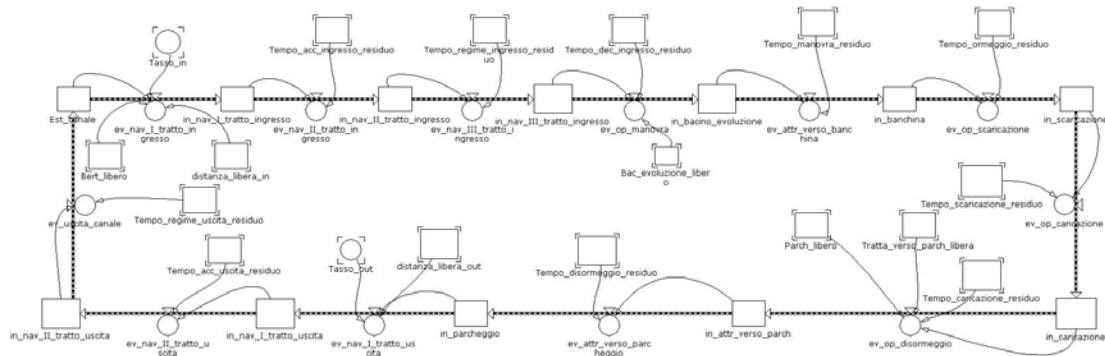 Tasso_in
Tempo_acc_ingresso_residuo
Tempo_regime_ingresso_resid
uo
Tempo_dec_ingresso_residuo
Tempo_manovra_residuo
Tempo_ormeggio_residuo
Est_canale
ev_nav_I_tratto_in
gresso
in_nav_I_tratto_ingresso
ev_nav_II_tratto_in
gresso
in_nav_II_tratto_ingresso
ev_nav_III_tratto_i
ngresso
in_nav_III_tratto_ingresso
ev_op_manovra
in_bacino_evoluzione
ev_attr_verso_banc
hina
in_banchina
ev_op_scaricazione
in_scaricazione
Bert_libero
distanza_libera_in
Bac_evoluzione_liber
o
ev_uscita_canale
Tempo_regime_uscita_residuo
Tempo_scaricazione_residuo
ev_op_caricazione
Tempo_acc_uscita_residuo
Tasso_out
distanza_libera_out
Tempo_disormeggio_residuo
Parch_libero
Tratta_verso_parch_libera
Tempo_caricazione_residuo
in_nav_II_tratto_uscita
ev_nav_II_tratto_u
scita
in_nav_I_tratto_uscita
ev_nav_I_tratto_us
cita
in_parcheggio
ev_attr_verso_parc
heggio
in_attr_verso_parch
ev_op_disormeggio
in_caricazione